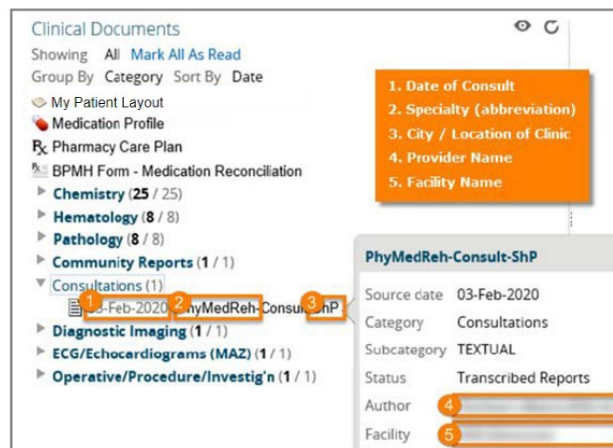 Clinical Documents
Showing All Mark All As Read
Group By Category Sort By Date
My Patient Layout
Medication Profile
Pharmacy Care Plan
BPMH Form - Medication Reconciliation
Chemistry (25 / 25)
Hematology (8 / 8)
Pathology (8 / 8)
Community Reports (1 / 1)
Consultations (1)
1 03-Feb-2020 2 PhyMedReh-Consult-3 ShP
Diagnostic Imaging (1 / 1)
ECG/Echocardiograms (MAZ) (1 / 1)
Operative/Procedure/Investig'n (1 / 1)
1. Date of Consult
2. Specialty (abbreviation)
3. City / Location of Clinic
4. Provider Name
5. Facility Name
PhyMedReh-Consult-ShP
Source date 03-Feb-2020
Category Consultations
Subcategory TEXTUAL
Status Transcribed Reports
Author 4
Facility 5